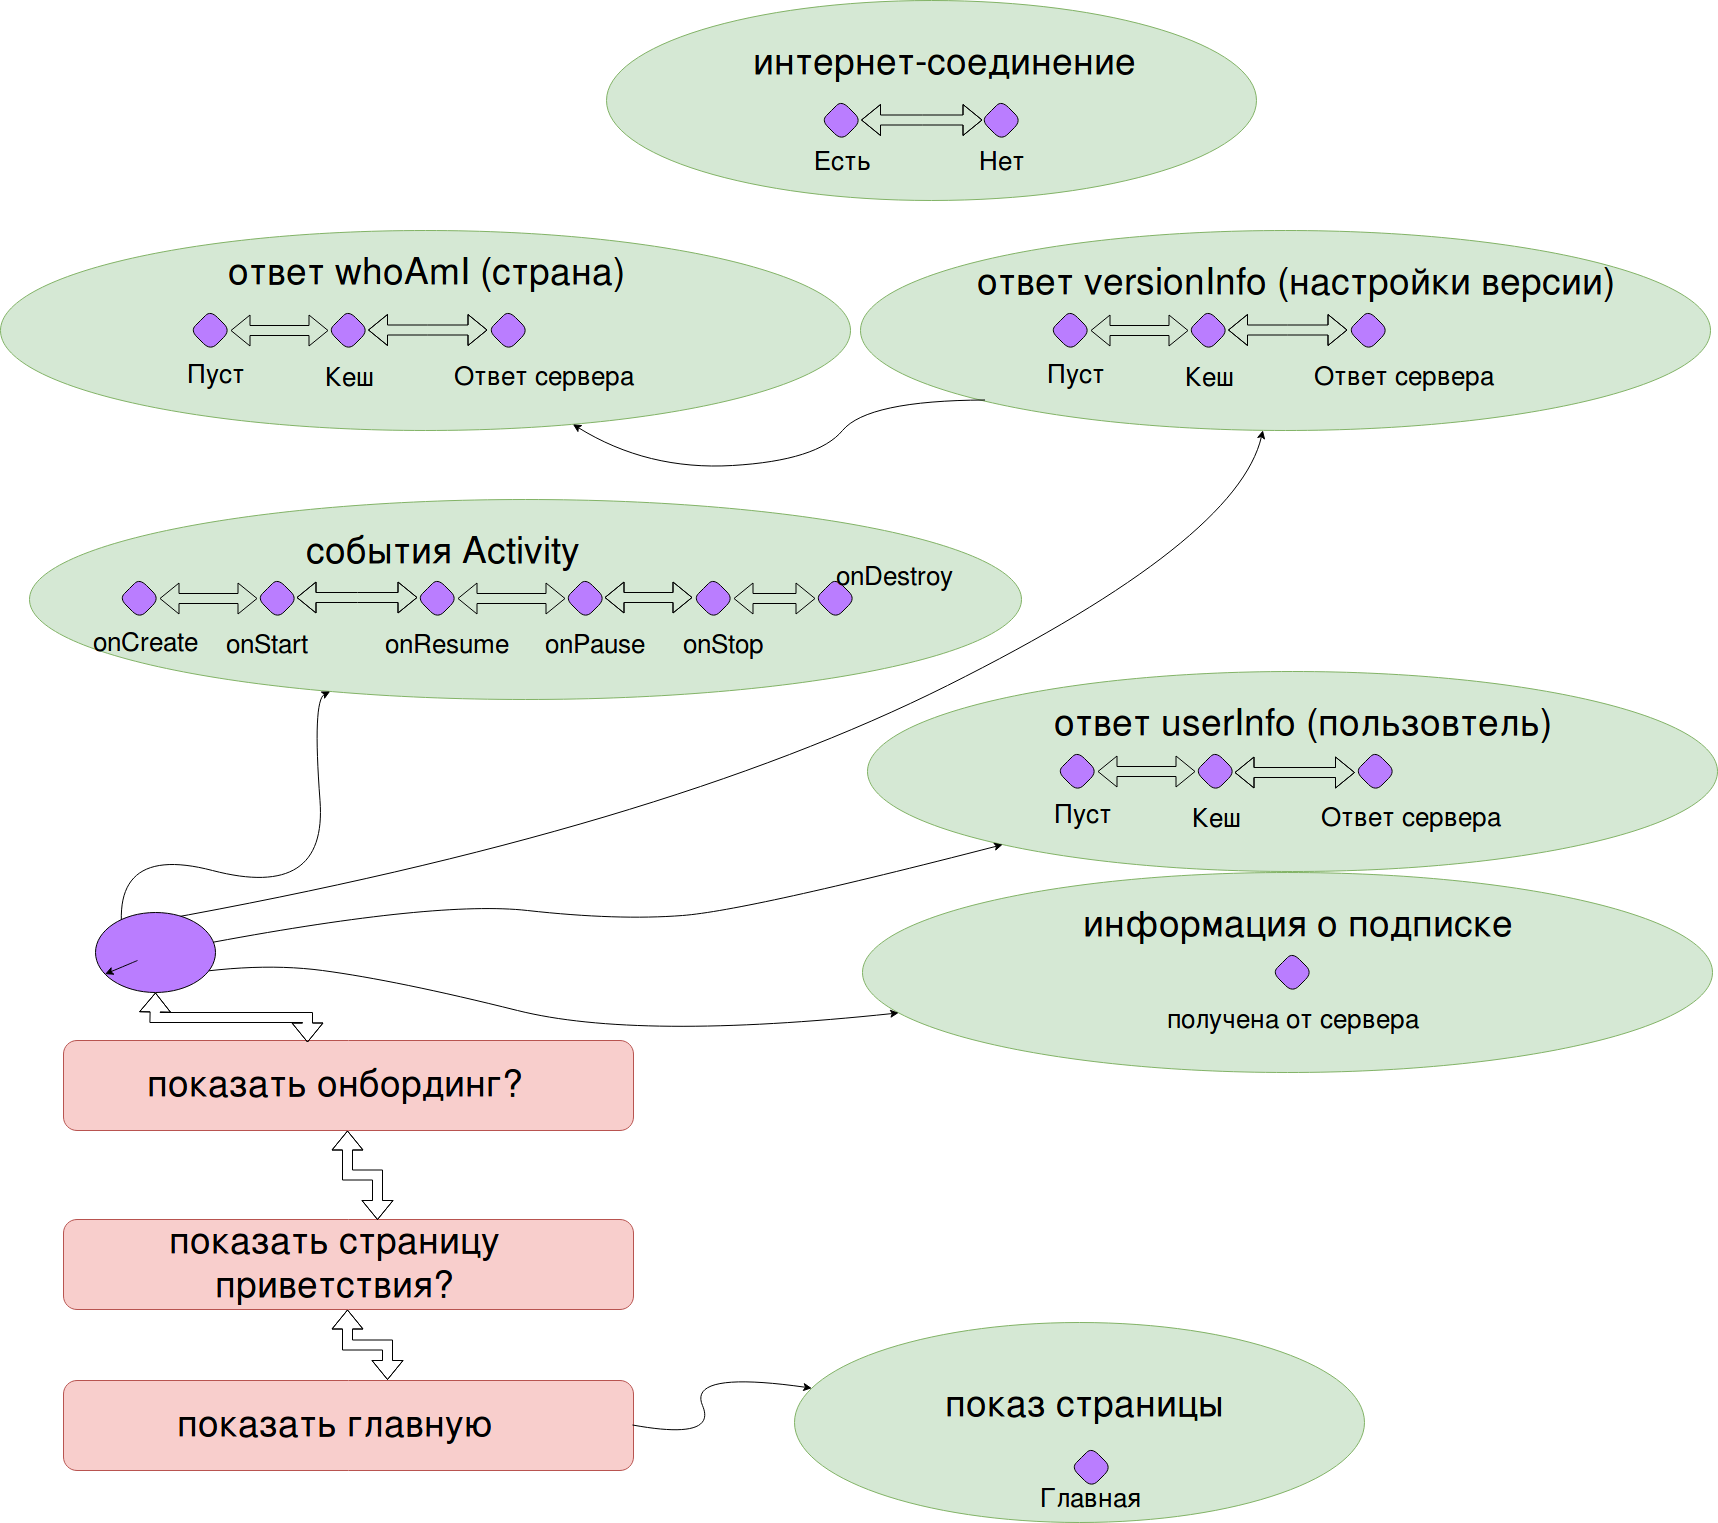 интернет-соединение
Есть
Нет
ответ whoAmI (страна)
Пуст
Кеш
Ответ сервера
ответ versionInfo (настройки версии)
Пуст
Кеш
Ответ сервера
события Activity
onCreate
onStart
onResume
onPause
onStop
onDestroy
ответ userInfo (пользовтель)
Пуст
Кеш
Ответ сервера
информация о подписке
получена от сервера
показать онбординг?
показать страницу
приветствия?
показать главную
показ страницы
Главная